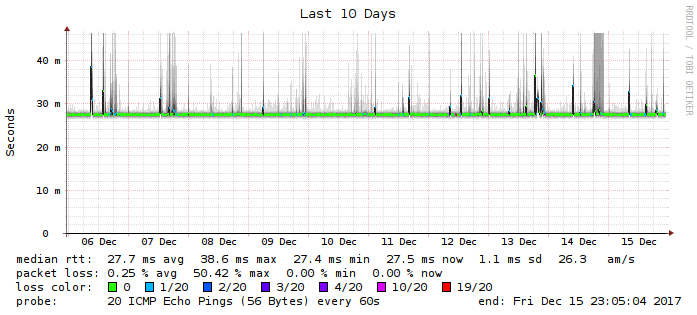 Last 10 Days
RRDTOOL / TOBI OETIKER
Seconds
40 m
30 m
20 m
10 m
0
06 Dec 07 Dec 08 Dec 09 Dec 10 Dec 11 Dec 12 Dec 13 Dec 14 Dec 15 Dec
median rtt: 27.7 ms avg 38.6 ms max 27.4 ms min 27.5 ms now 1.1 ms sd 26.3 am/s
packet loss: 0.25 % avg 50.42 % max 0.00 % min 0.00 % now
loss color: 0 1/20 2/20 3/20 4/20 10/20 19/20
probe: 20 ICMP Echo Pings (56 Bytes) every 60s end: Fri Dec 15 23:05:04 2017